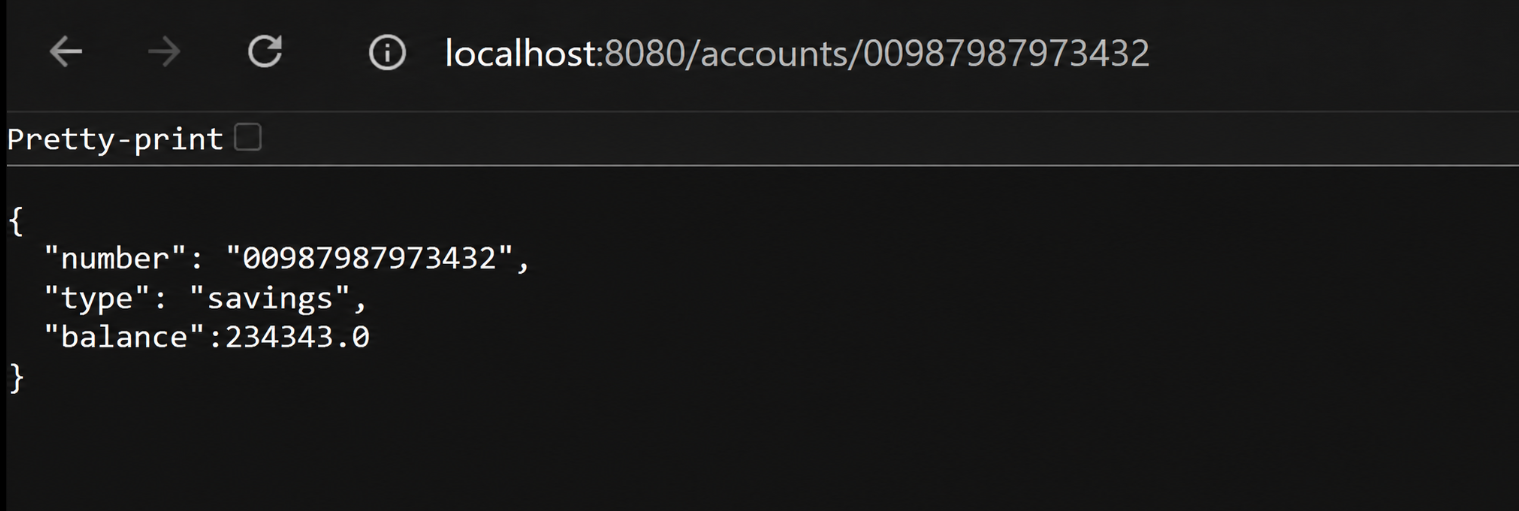 localhost:8080/accounts/00987987973432
Pretty-print
{
  "number": "00987987973432",
  "type": "savings",
  "balance":234343.0
}